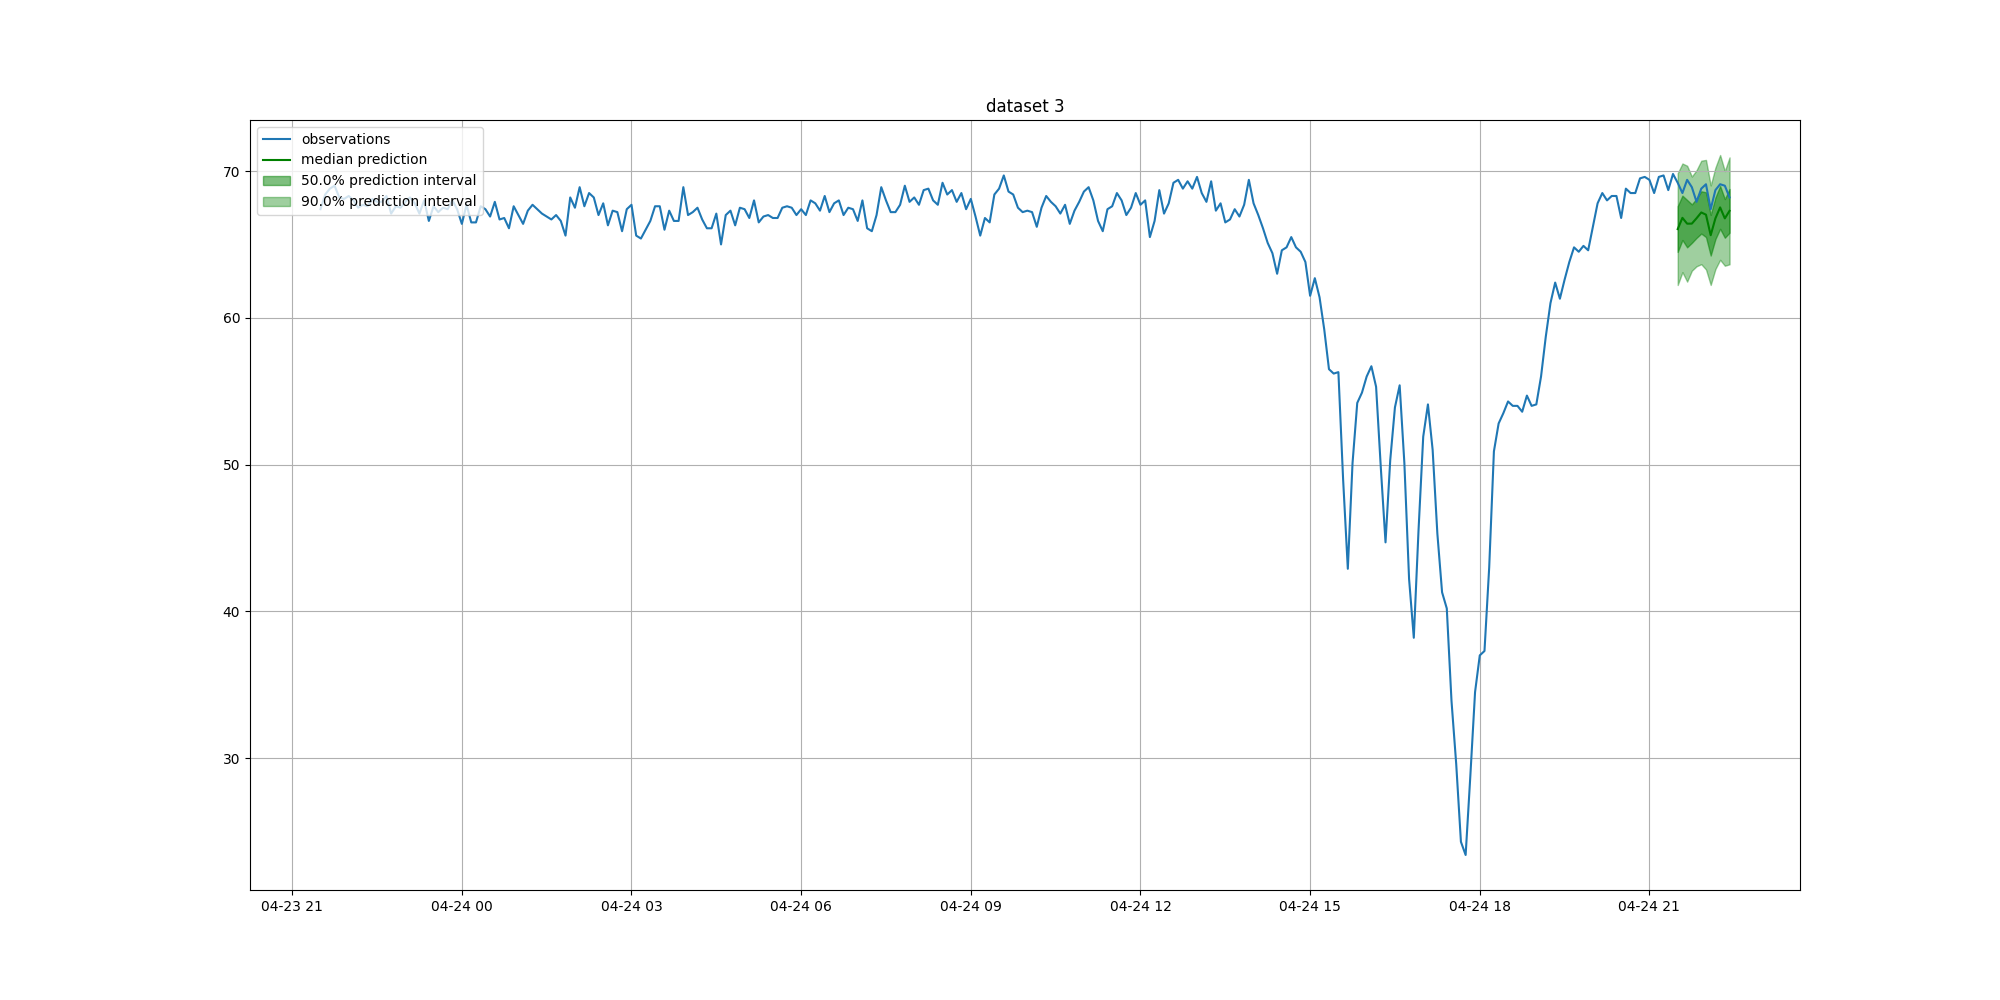 dataset 3
observations
median prediction
50.0% prediction interval
90.0% prediction interval
70
60
50
40
30
04-23 21
04-24 00
04-24 03
04-24 06
04-24 09
04-24 12
04-24 15
04-24 18
04-24 21